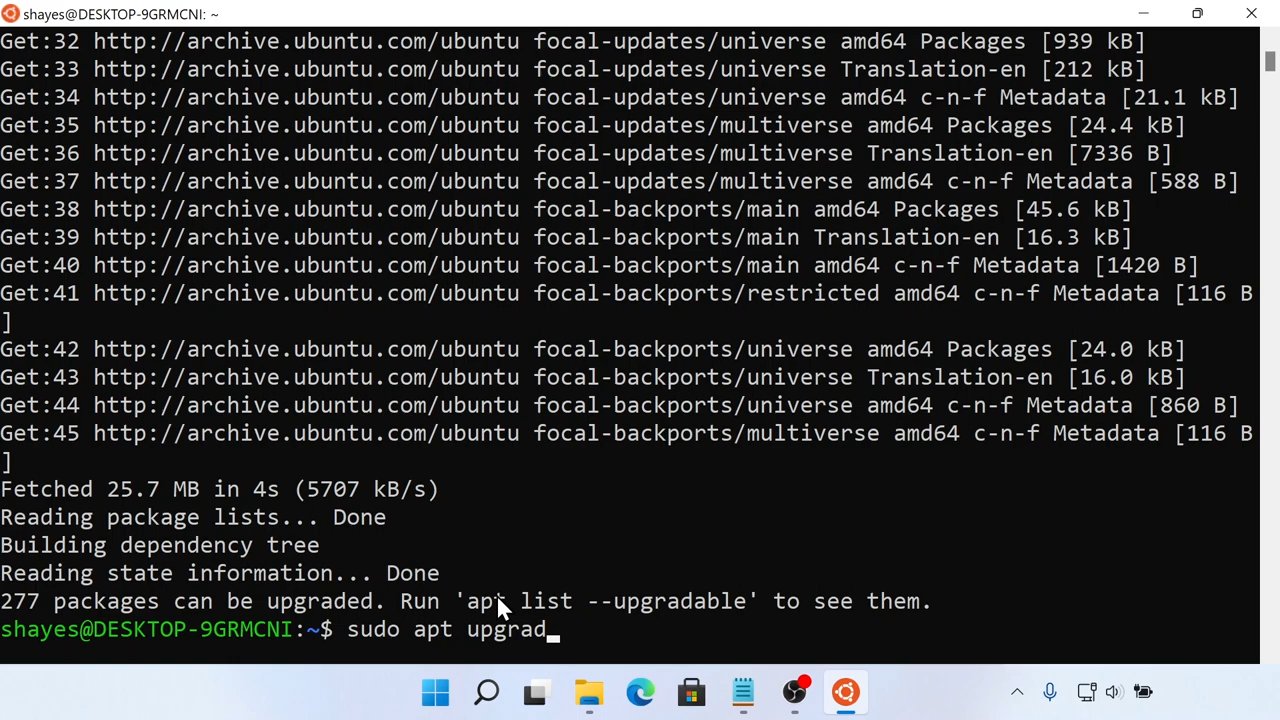 shayes@DESKTOP-9GRMCNI: ~
Get:32 http://archive.ubuntu.com/ubuntu focal-updates/universe amd64 Packages [939 kB]
Get:33 http://archive.ubuntu.com/ubuntu focal-updates/universe Translation-en [212 kB]
Get:34 http://archive.ubuntu.com/ubuntu focal-updates/universe amd64 c-n-f Metadata [21.1 kB]
Get:35 http://archive.ubuntu.com/ubuntu focal-updates/multiverse amd64 Packages [24.4 kB]
Get:36 http://archive.ubuntu.com/ubuntu focal-updates/multiverse Translation-en [7336 B]
Get:37 http://archive.ubuntu.com/ubuntu focal-updates/multiverse amd64 c-n-f Metadata [588 B]
Get:38 http://archive.ubuntu.com/ubuntu focal-backports/main amd64 Packages [45.6 kB]
Get:39 http://archive.ubuntu.com/ubuntu focal-backports/main Translation-en [16.3 kB]
Get:40 http://archive.ubuntu.com/ubuntu focal-backports/main amd64 c-n-f Metadata [1420 B]
Get:41 http://archive.ubuntu.com/ubuntu focal-backports/restricted amd64 c-n-f Metadata [116 B
]
Get:42 http://archive.ubuntu.com/ubuntu focal-backports/universe amd64 Packages [24.0 kB]
Get:43 http://archive.ubuntu.com/ubuntu focal-backports/universe Translation-en [16.0 kB]
Get:44 http://archive.ubuntu.com/ubuntu focal-backports/universe amd64 c-n-f Metadata [860 B]
Get:45 http://archive.ubuntu.com/ubuntu focal-backports/multiverse amd64 c-n-f Metadata [116 B
]
Fetched 25.7 MB in 4s (5707 kB/s)
Reading package lists... Done
Building dependency tree
Reading state information... Done
277 packages can be upgraded. Run 'apt list --upgradable' to see them.
shayes@DESKTOP-9GRMCNI:~$ sudo apt upgrad